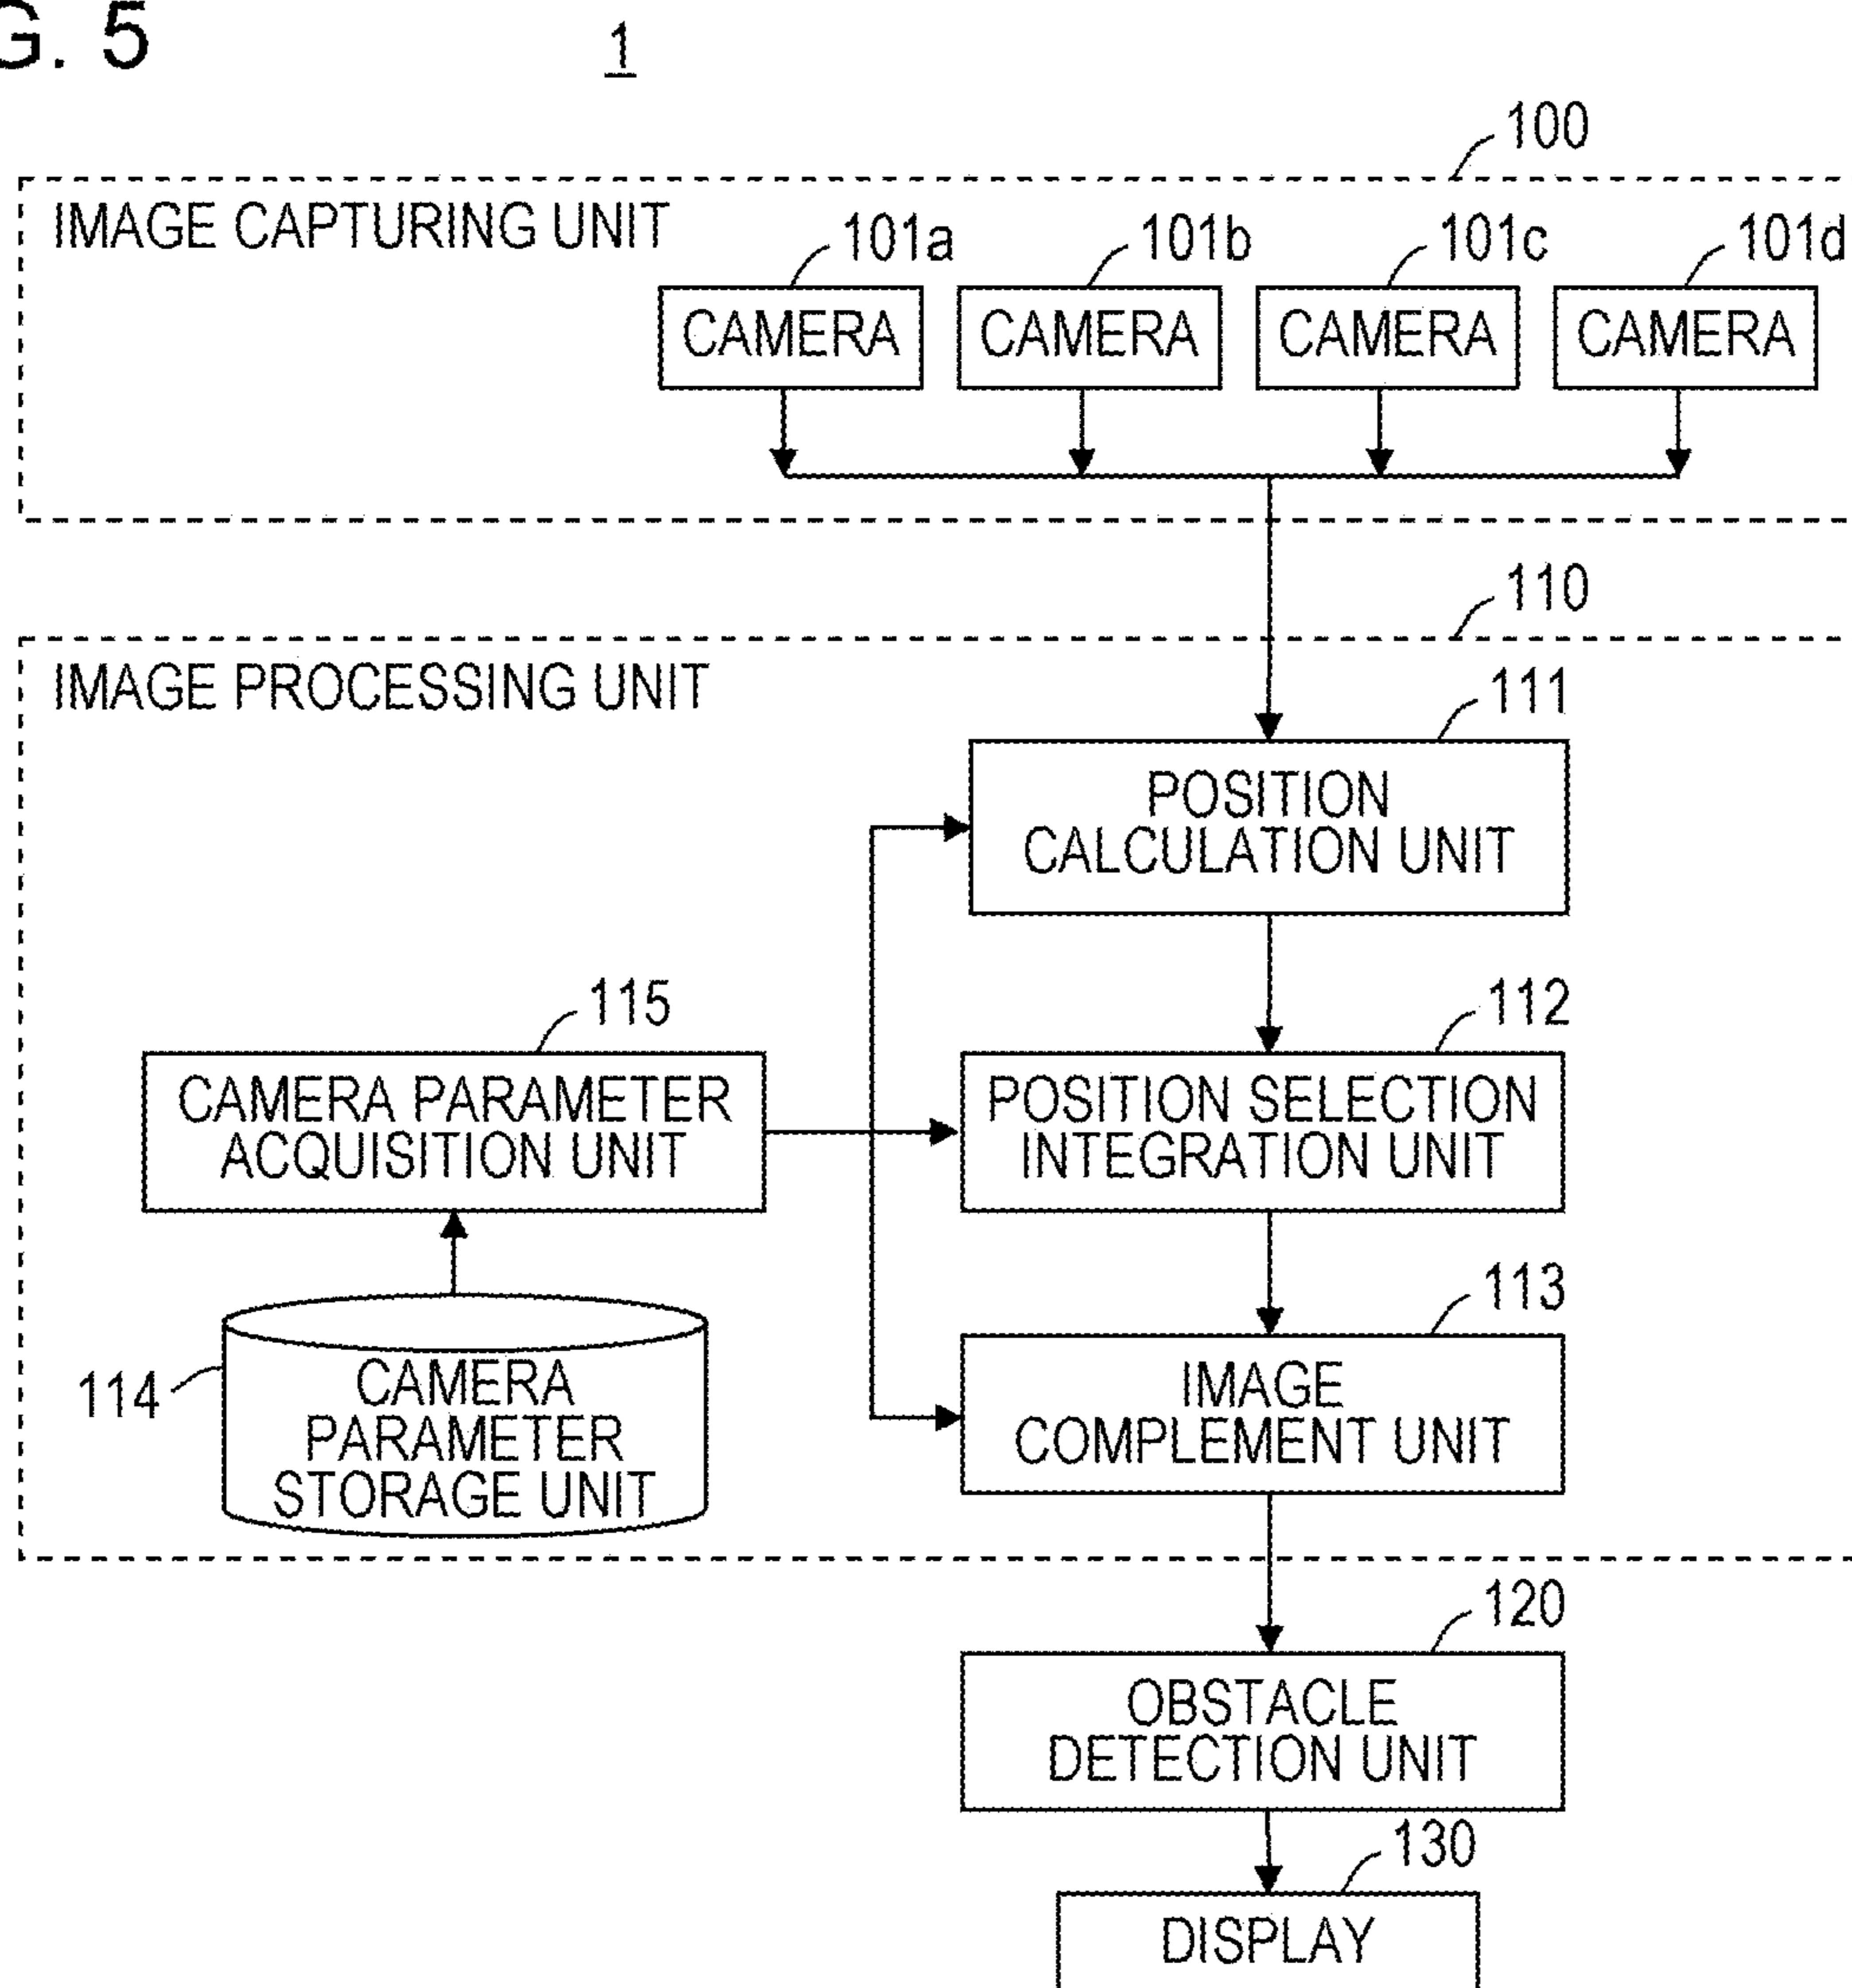 G. 5
1
100
IMAGE CAPTURING UNIT
101a
101b
101c
101d
CAMERA
CAMERA
CAMERA
CAMERA
110
IMAGE PROCESSING UNIT
111
POSITION
CALCULATION UNIT
115
112
CAMERA PARAMETER
ACQUISITION UNIT
POSITION SELECTION
INTEGRATION UNIT
113
114
CAMERA
PARAMETER
STORAGE UNIT
IMAGE
COMPLEMENT UNIT
120
OBSTACLE
DETECTION UNIT
130
DISPLAY